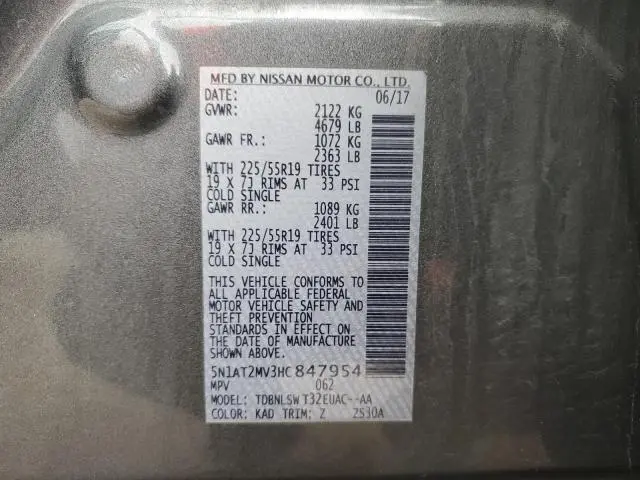 MFD BY NISSAN MOTOR CO., LTD.
DATE: 06/17
GVWR: 2122 KG
4679 LB
GAWR FR.: 1072 KG
2363 LB
WITH 225/55R19 TIRES
19 X 7J RIMS AT 33 PSI
COLD SINGLE
GAWR RR.: 1089 KG
2401 LB
WITH 225/55R19 TIRES
19 X 7J RIMS AT 33 PSI
COLD SINGLE
THIS VEHICLE CONFORMS TO
ALL APPLICABLE FEDERAL
MOTOR VEHICLE SAFETY AND
THEFT PREVENTION
STANDARDS IN EFFECT ON
THE DATE OF MANUFACTURE
SHOWN ABOVE.
5N1AT2MV3HC847954
MPV 062
MODEL: TDBNLSWT32EUAC--AA
COLOR: KAD TRIM: Z ZS30A